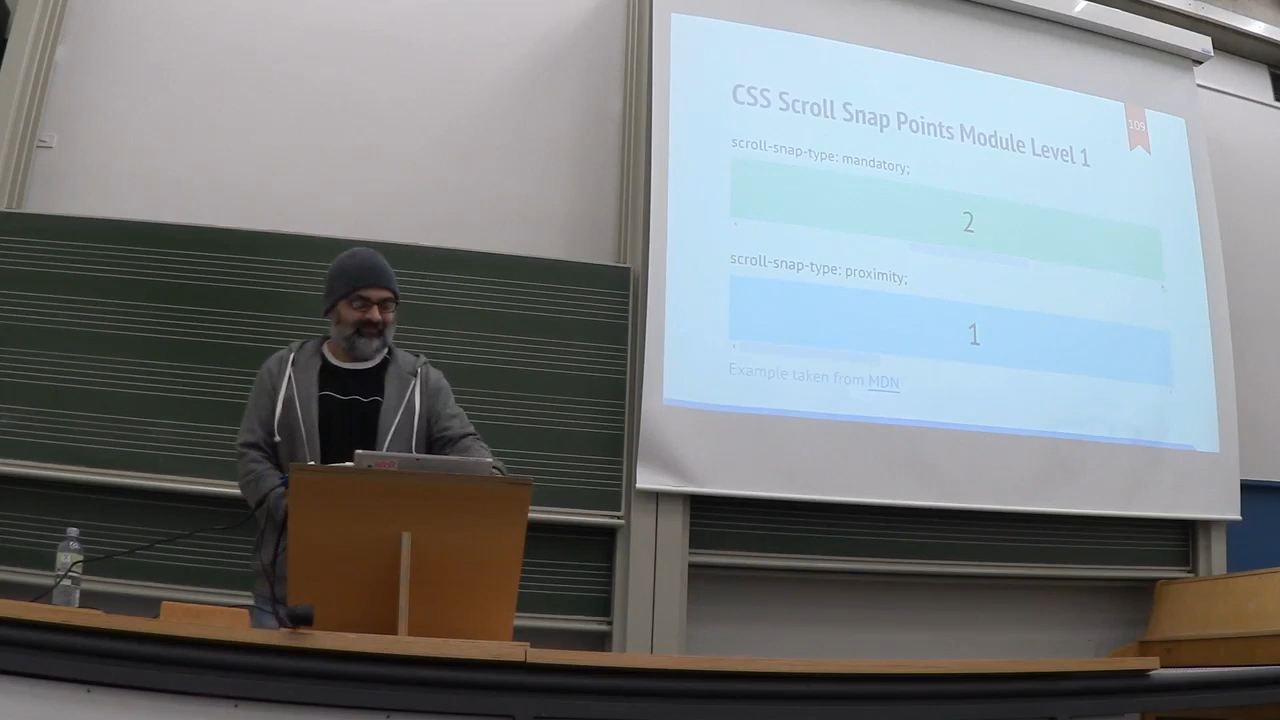 CSS Scroll Snap Points Module Level 1
109
scroll-snap-type: mandatory;
2
scroll-snap-type: proximity;
1
Example taken from MDN